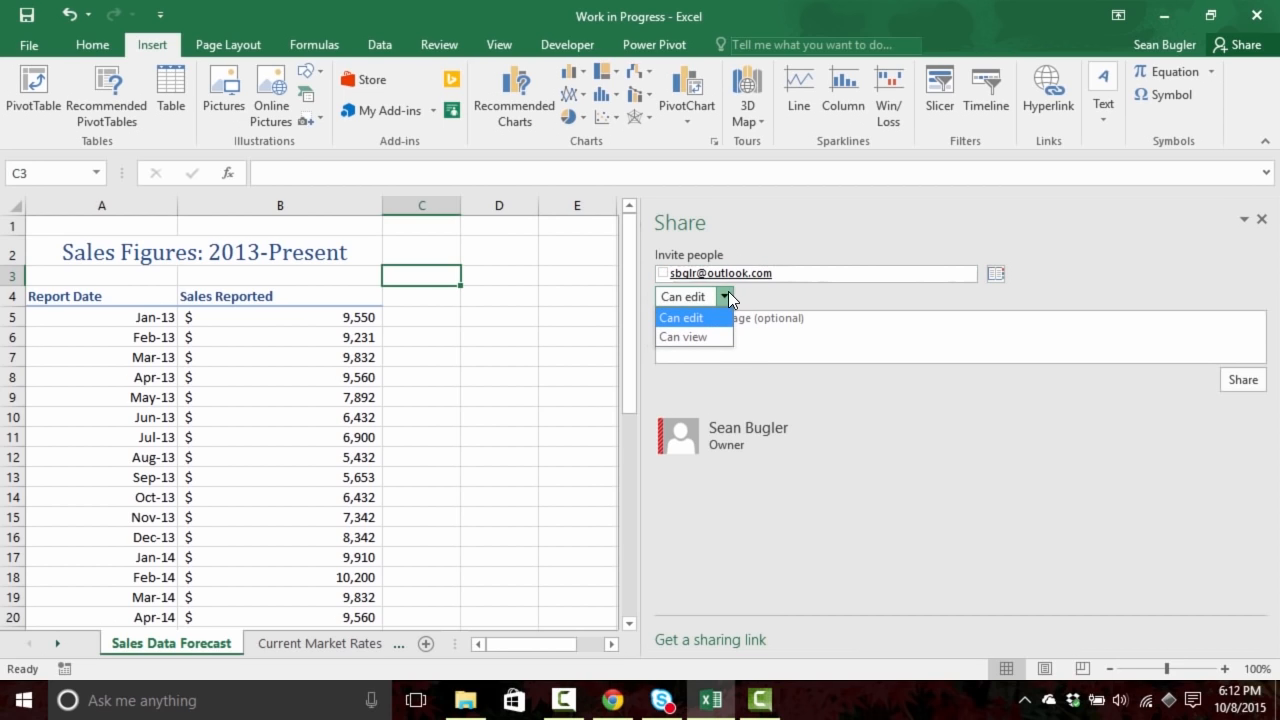 Work in Progress - Excel
File Home Insert Page Layout Formulas Data Review View Developer Power Pivot Tell me what you want to do... Sean Bugler Share
PivotTable Recommended PivotTables Table
Tables
Pictures Online Pictures
Illustrations
Store
My Add-ins
Add-ins
Recommended Charts
PivotChart
Charts
3D Map
Tours
Line Column Win/Loss
Sparklines
Slicer Timeline
Filters
Hyperlink
Links
A
Text
π Equation
Ω Symbol
Symbols
C3 fx
A B C D E
1
2 Sales Figures: 2013-Present
3
4 Report Date Sales Reported
5 Jan-13 $ 9,550
6 Feb-13 $ 9,231
7 Mar-13 $ 9,832
8 Apr-13 $ 9,560
9 May-13 $ 7,892
10 Jun-13 $ 6,432
11 Jul-13 $ 6,900
12 Aug-13 $ 5,432
13 Sep-13 $ 5,653
14 Oct-13 $ 6,432
15 Nov-13 $ 7,342
16 Dec-13 $ 8,342
17 Jan-14 $ 9,910
18 Feb-14 $ 10,200
19 Mar-14 $ 9,832
20 Apr-14 $ 9,560
Share
Invite people
sbglr@outlook.com
Can edit
Can edit
(optional)
Can view
Share
Sean Bugler
Owner
Get a sharing link
Sales Data Forecast Current Market Rates ...
Ready 100%
Ask me anything
6:12 PM
10/8/2015